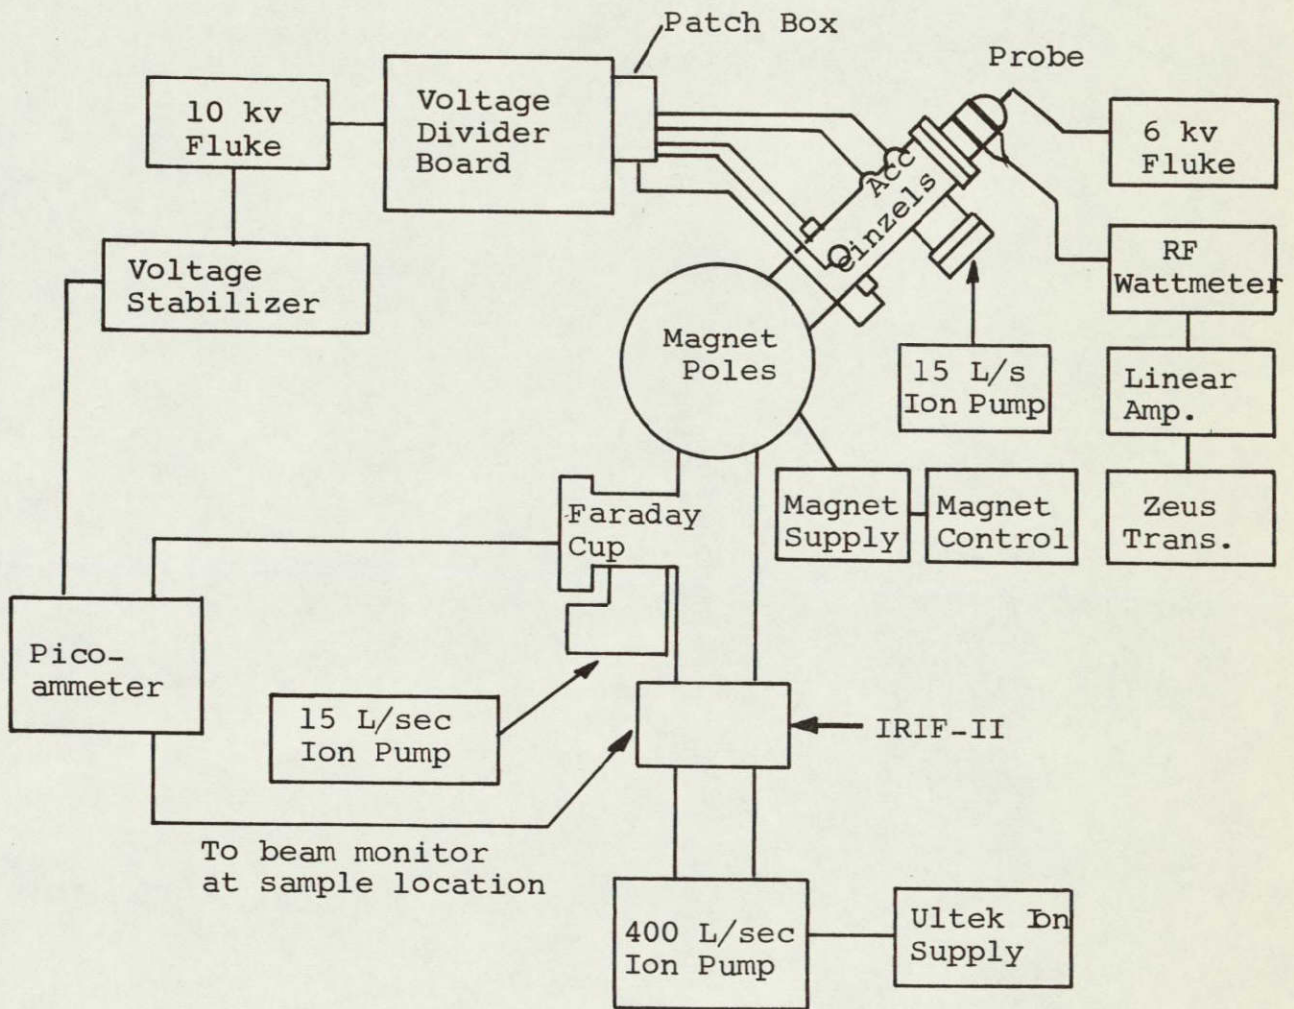 Patch Box
Probe
10 kv
Fluke
Voltage
Divider
Board
Acc
einzels
6 kv
Fluke
Voltage
Stabilizer
RF
Wattmeter
Magnet
Poles
15 L/s
Ion Pump
Linear
Amp.
Faraday
Cup
Magnet
Supply
Magnet
Control
Zeus
Trans.
Pico-
ammeter
15 L/sec
Ion Pump
IRIF-II
To beam monitor
at sample location
400 L/sec
Ion Pump
Ultek Ion
Supply